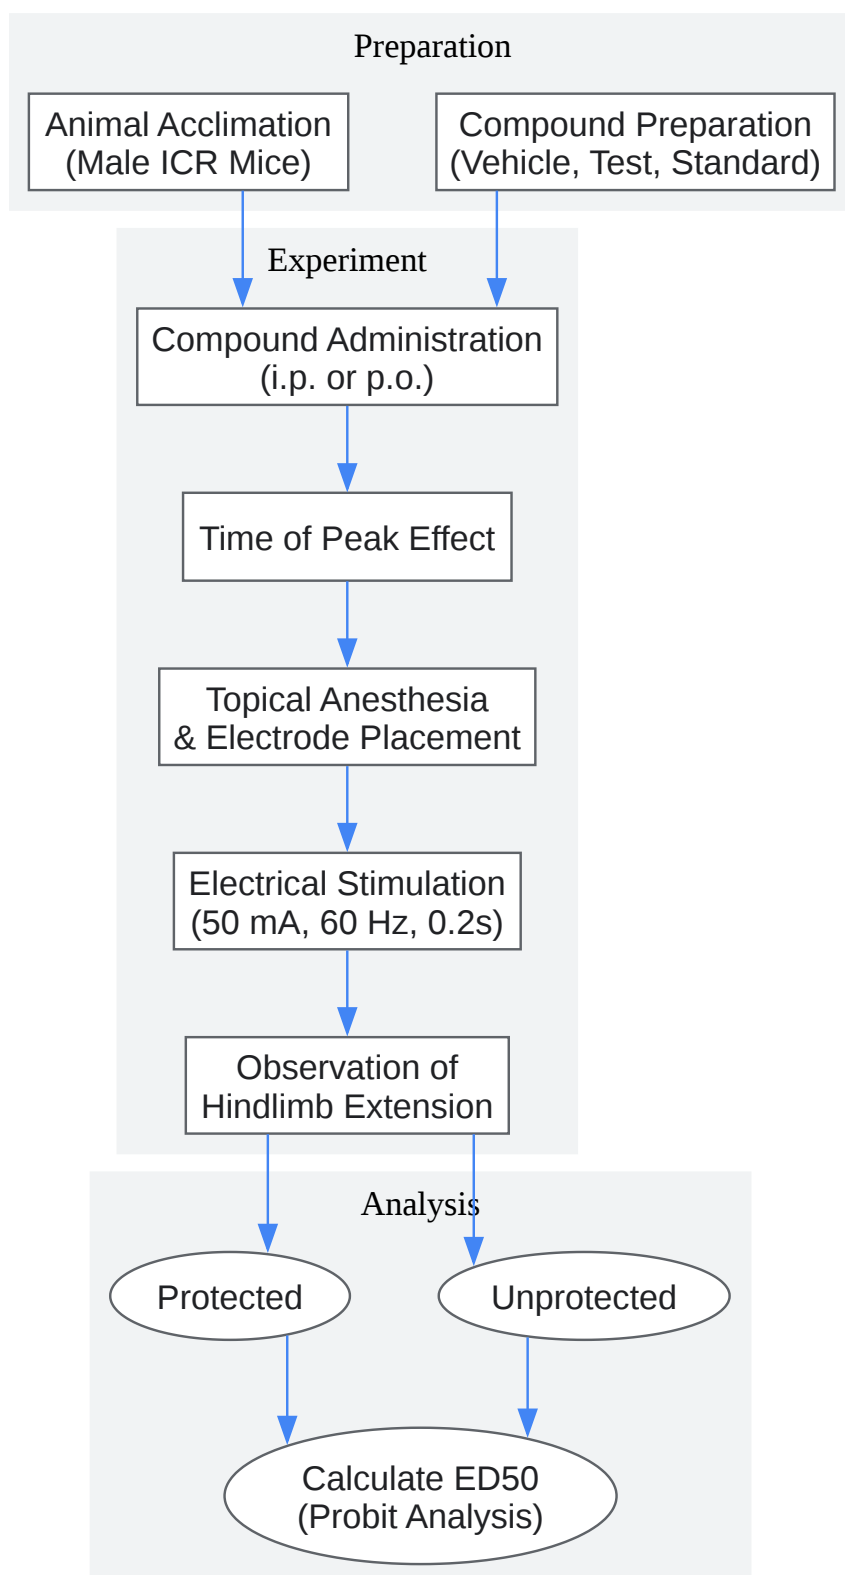 Preparation
Animal Acclimation
(Male ICR Mice)
Compound Preparation
(Vehicle, Test, Standard)
Experiment
Compound Administration
(i.p. or p.o.)
Time of Peak Effect
Topical Anesthesia
& Electrode Placement
Electrical Stimulation
(50 mA, 60 Hz, 0.2s)
Observation of
Hindlimb Extension
Analysis
Protected
Unprotected
Calculate ED50
(Probit Analysis)